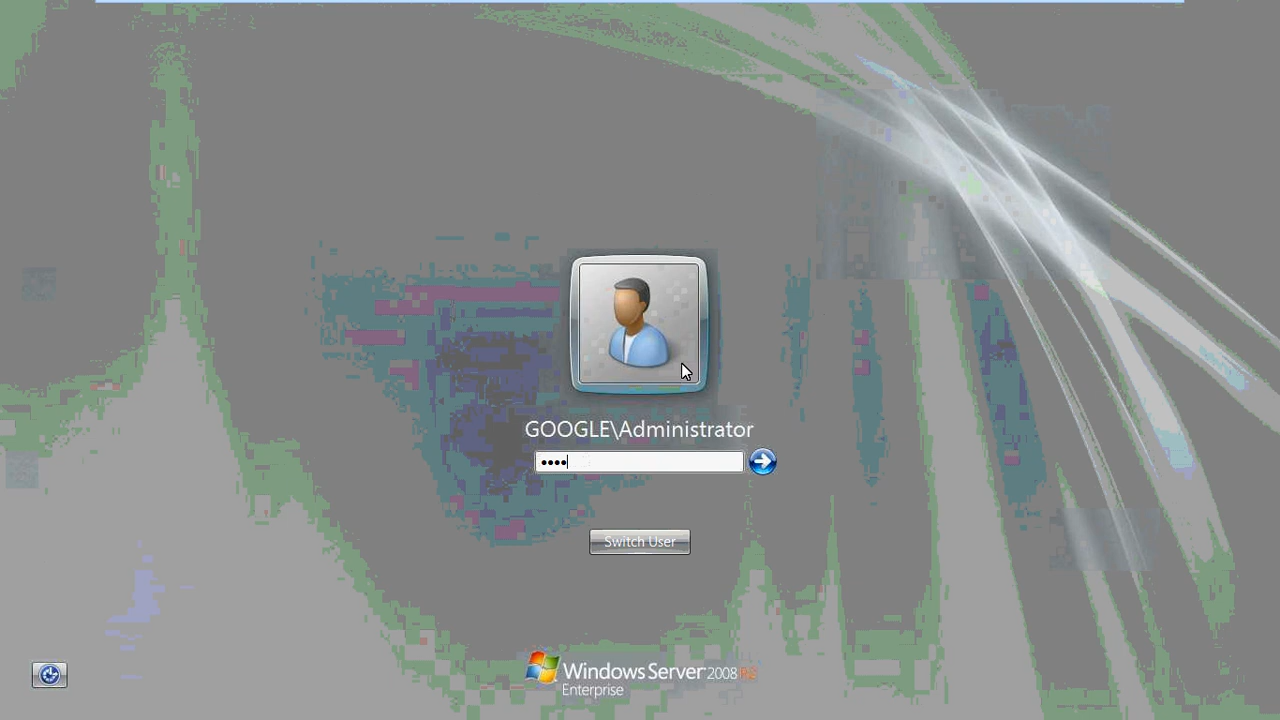 GOOGLE\Administrator
Switch User
Windows Server 2008 R2
Enterprise